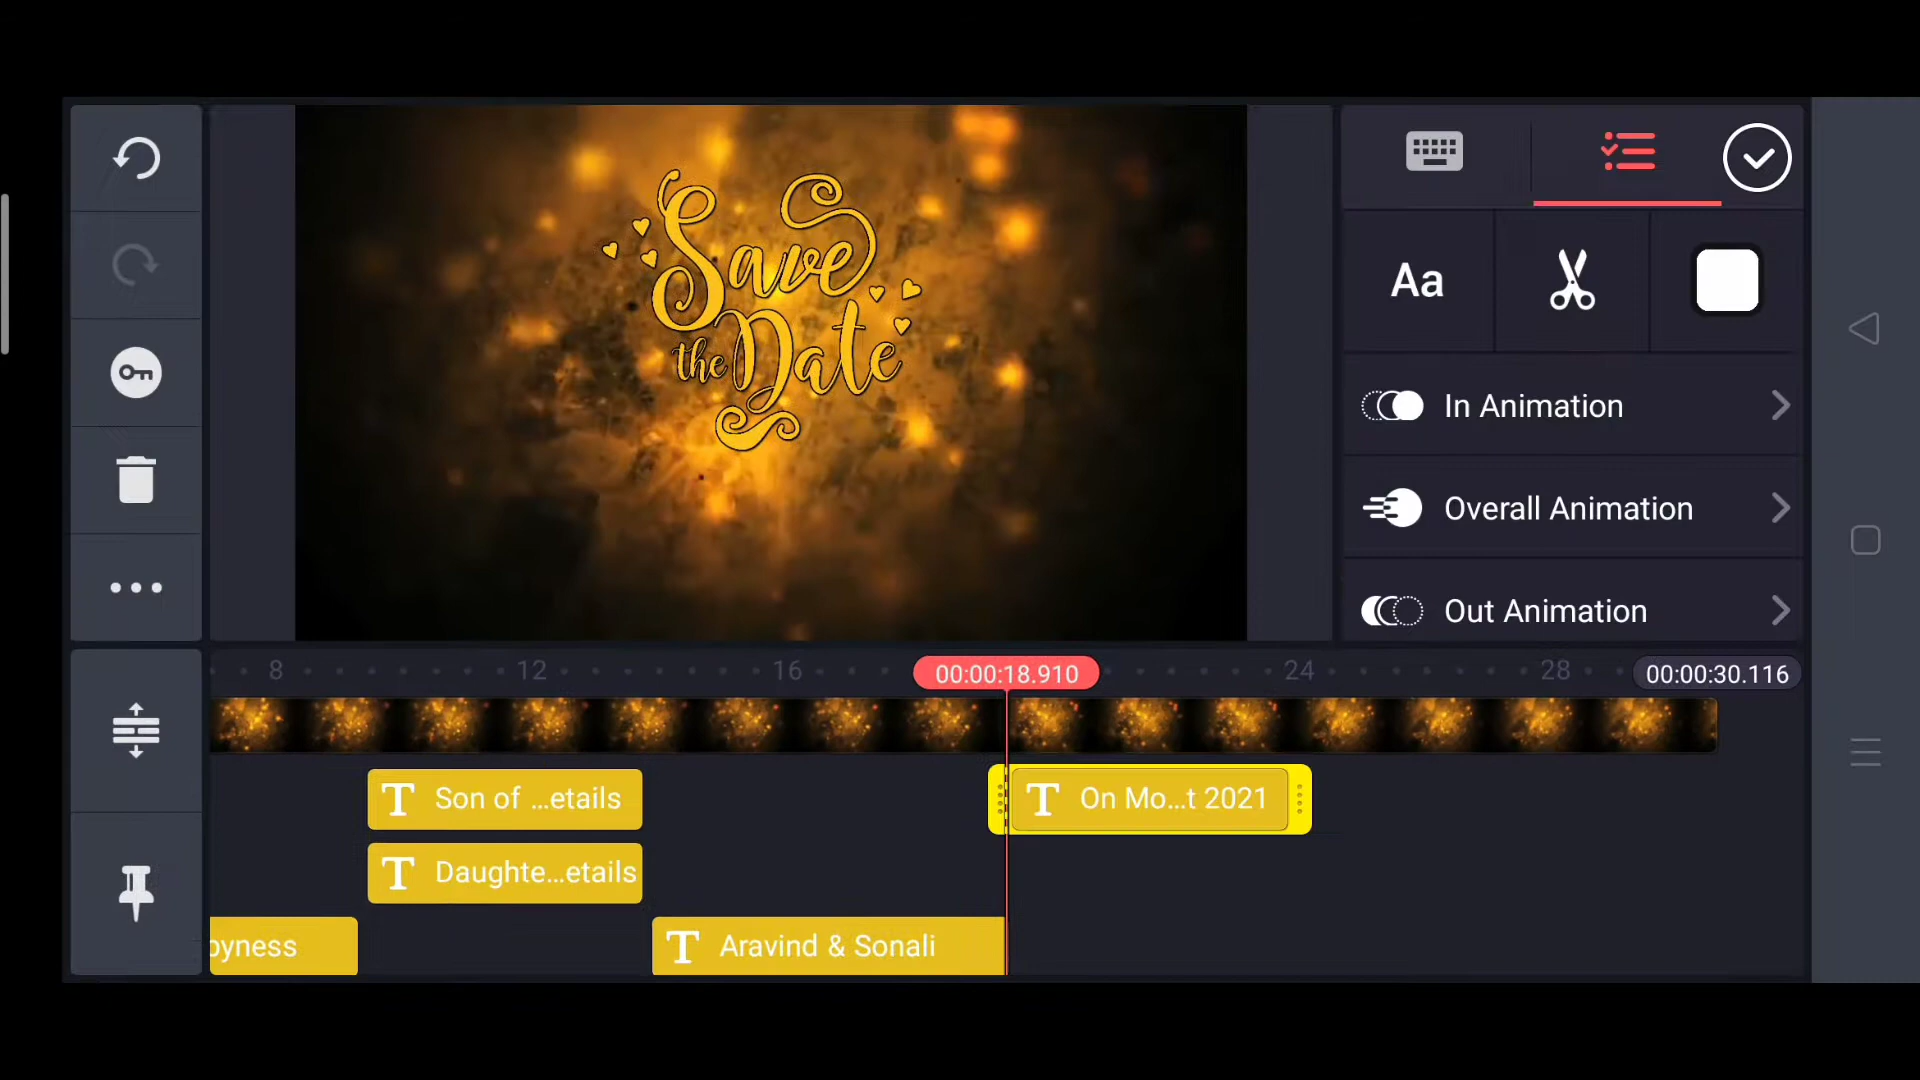 Save
the Date
Aa
In Animation
Overall Animation
Out Animation
8 12 16 00:00:18.910 24 28 00:00:30.116
T Son of ...etails
T On Mo...t 2021
T Daughte...etails
oyness
T Aravind & Sonali